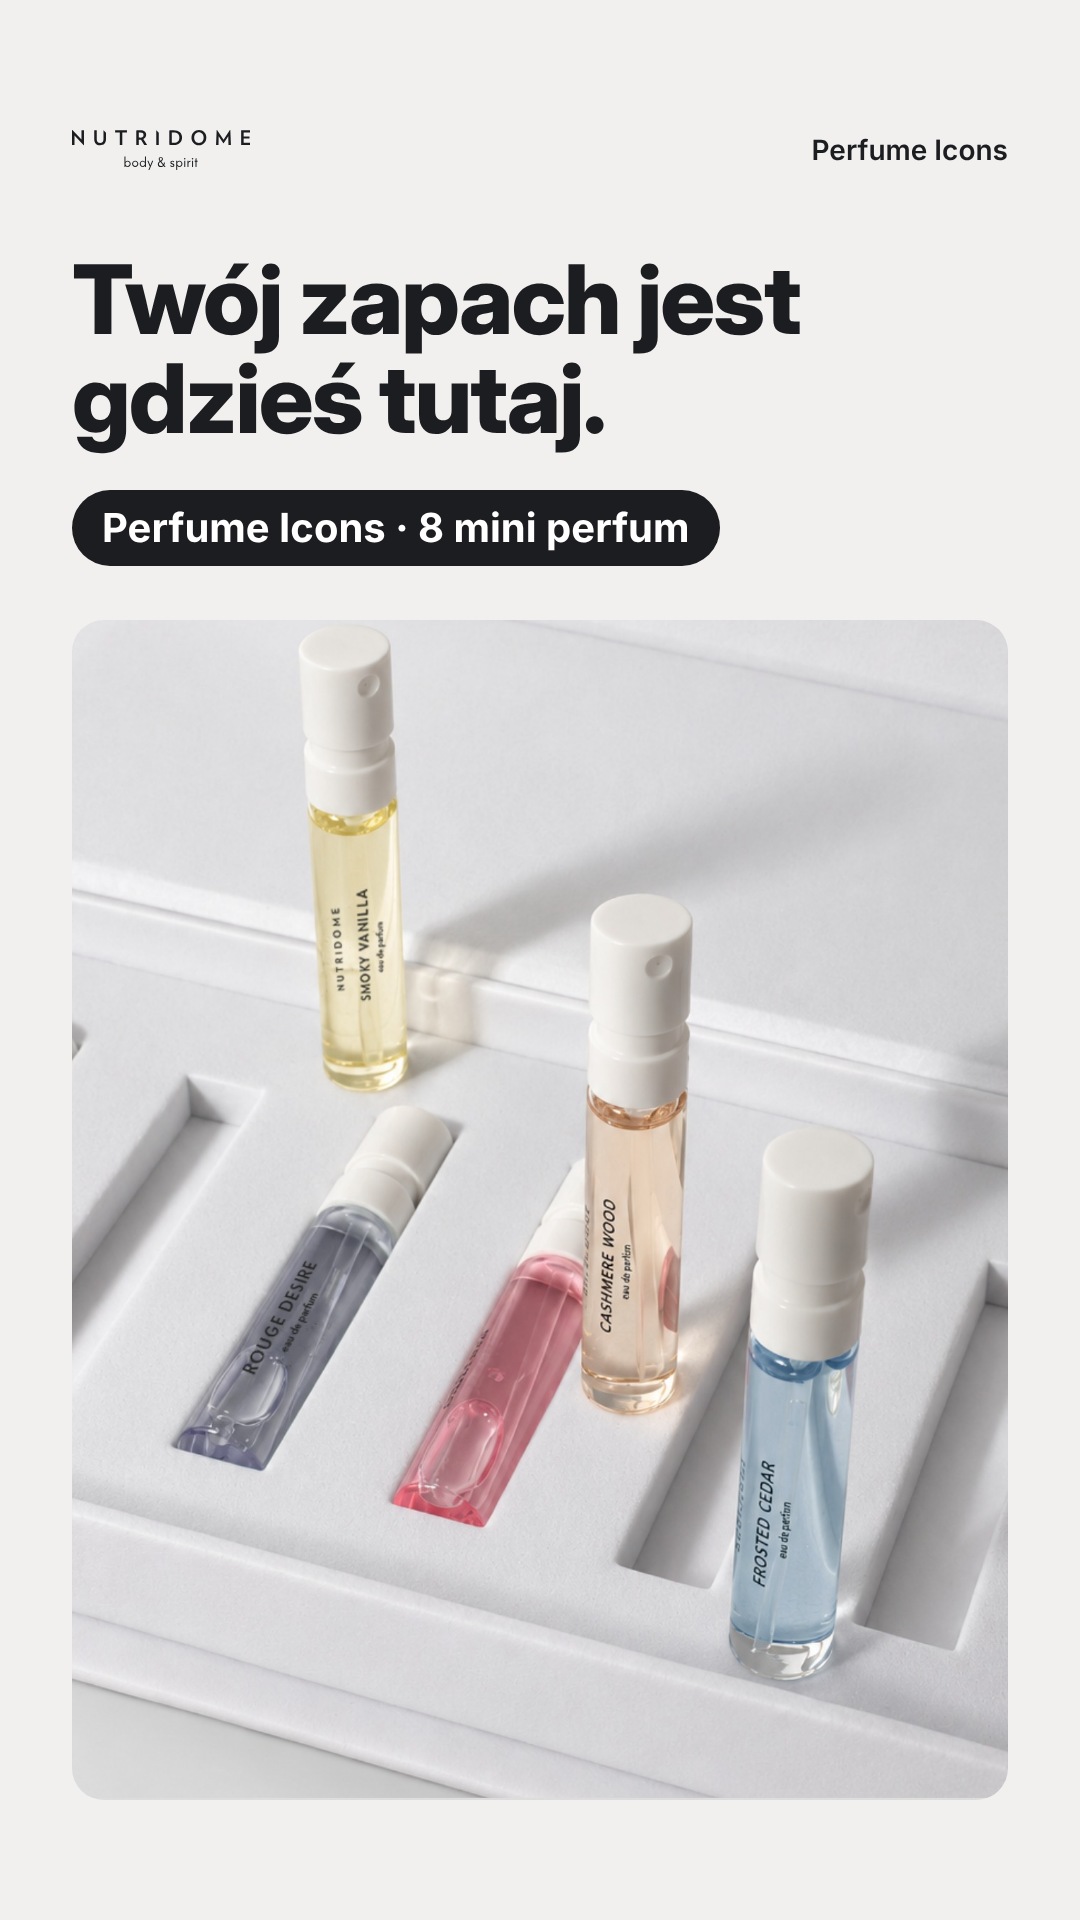 NUTRIDOME
body & spirit
Perfume Icons
Twój zapach jest
gdzieś tutaj.
Perfume Icons · 8 mini perfum
NUTRIDOME
SMOKY VANILLA
eau de parfum
CASHMERE WOOD
eau de parfum
ROUGE DESIRE
eau de parfum
FROSTED CEDAR
eau de parfum